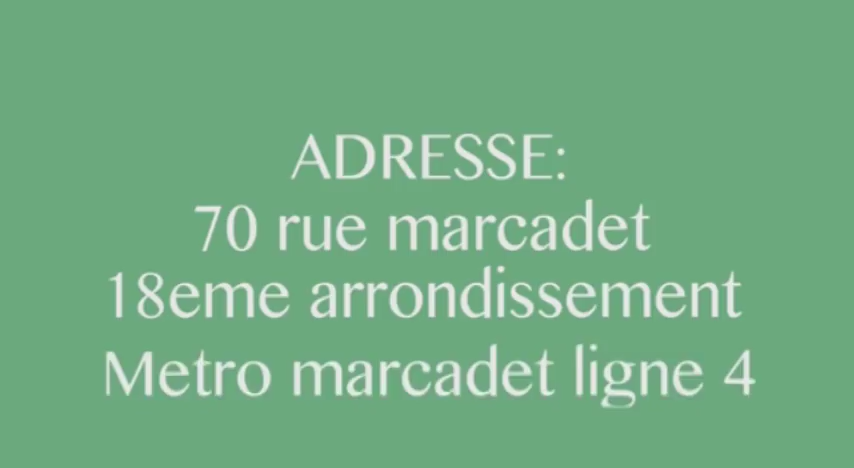 ADRESSE:
70 rue marcadet
18eme arrondissement
Metro marcadet ligne 4